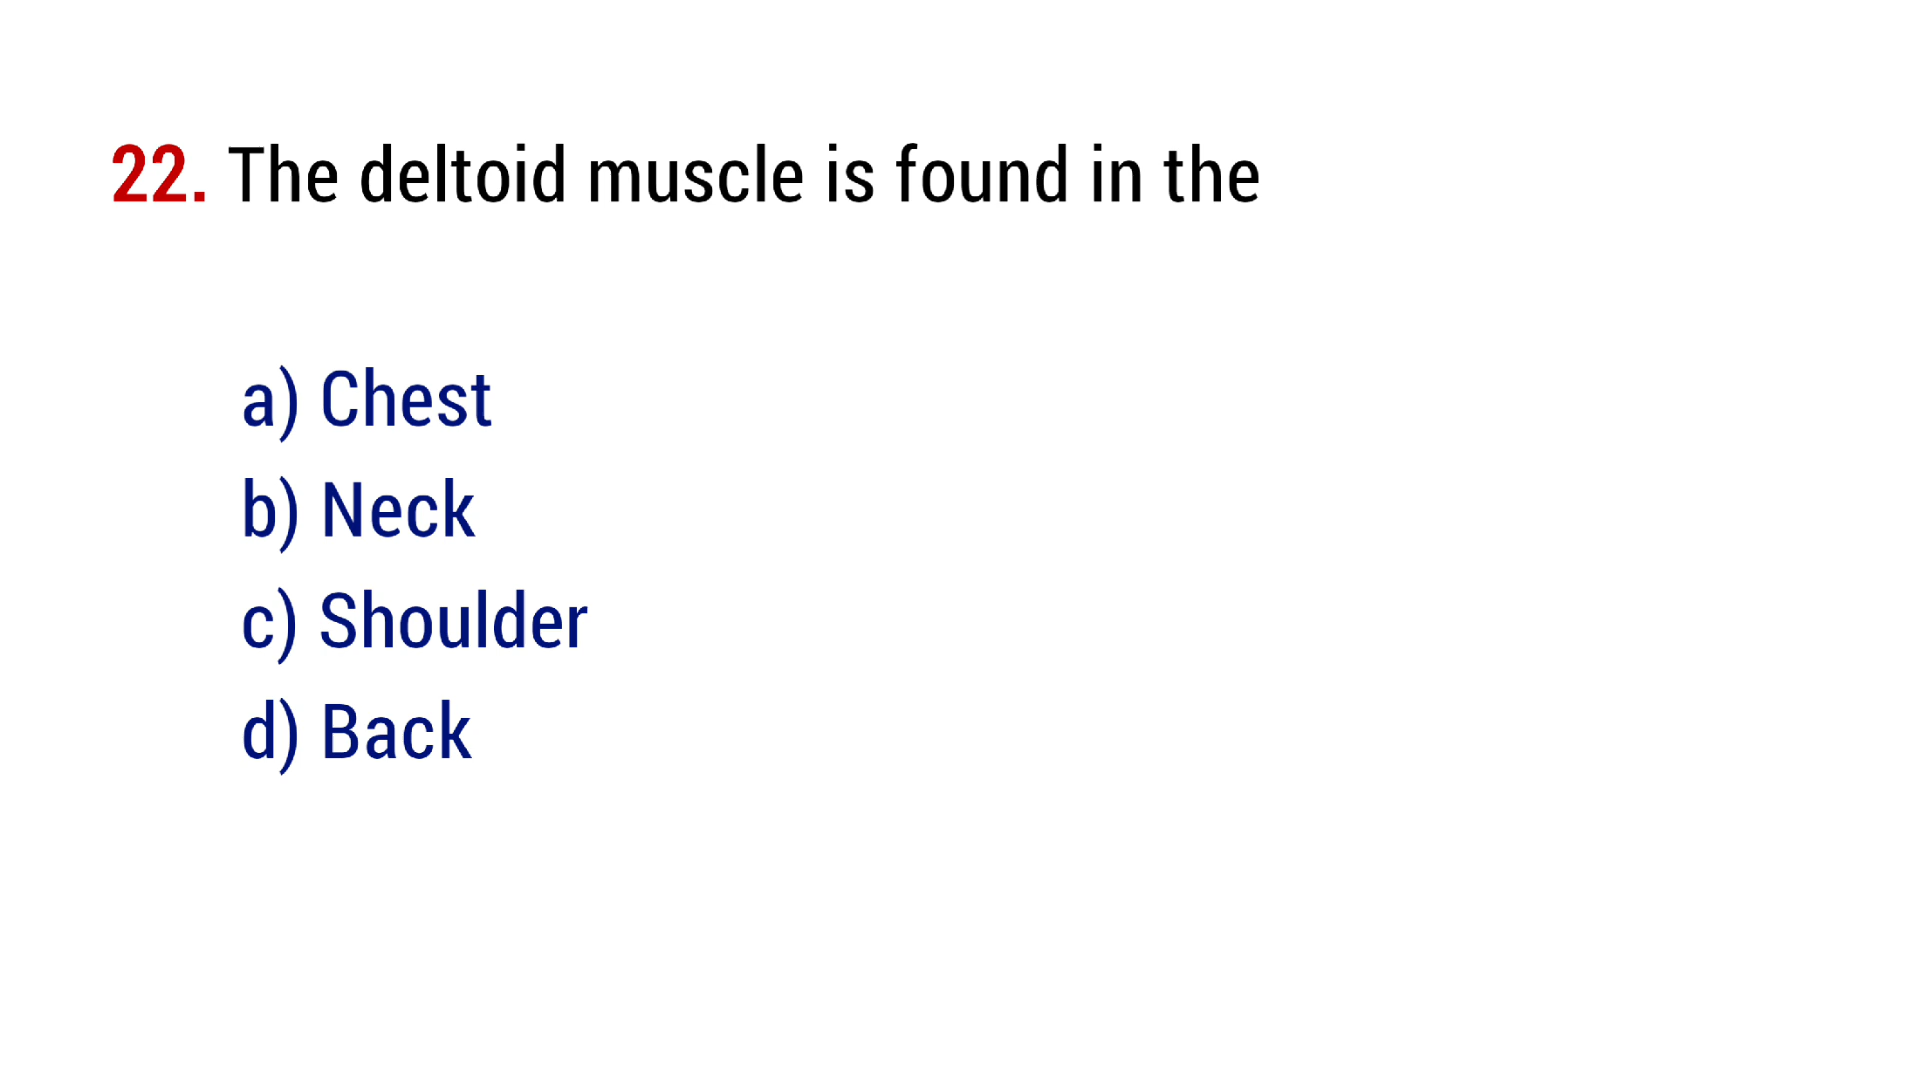 22. The deltoid muscle is found in the
a) Chest
b) Neck
c) Shoulder
d) Back